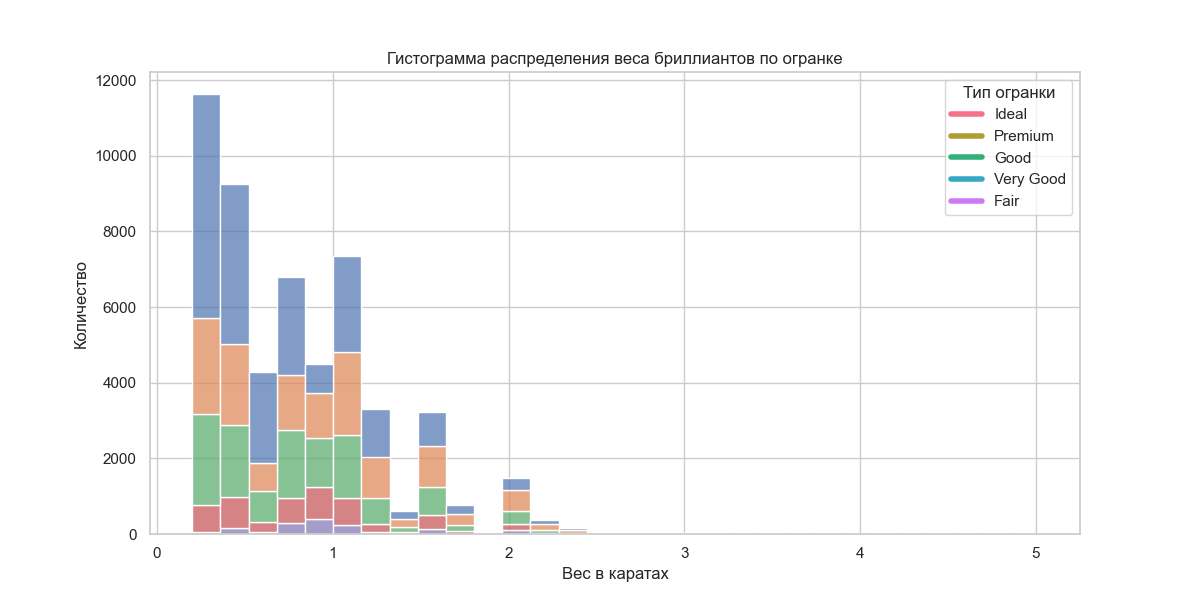 Гистограмма распределения веса бриллиантов по огранке
12000
10000
8000
6000
4000
2000
0
Количество
Тип огранки
Ideal
Premium
Good
Very Good
Fair
0 1 2 3 4 5
Вес в каратах